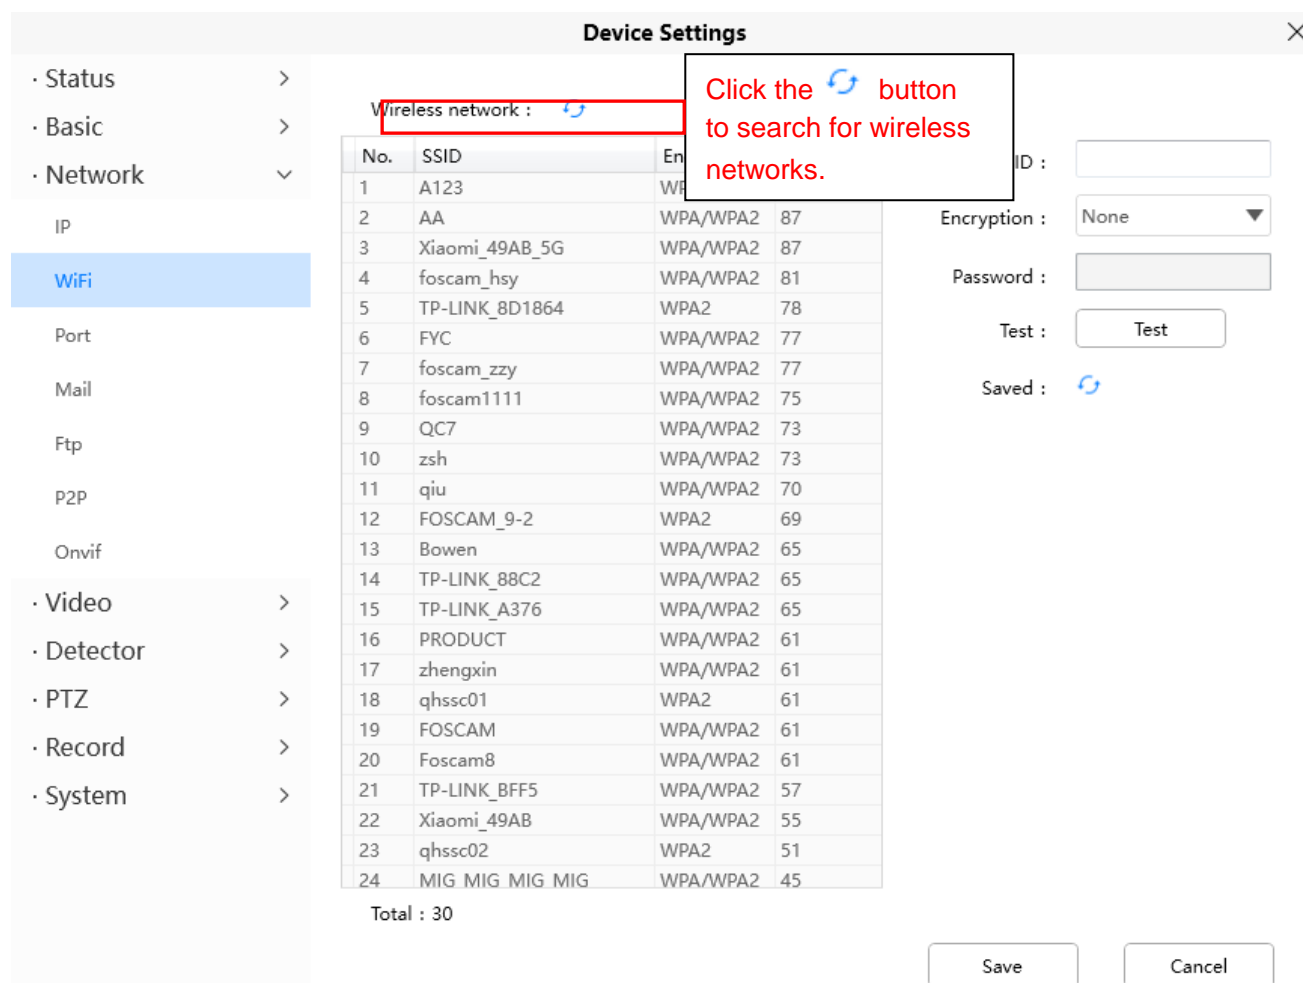 Device Settings
· Status
· Basic
· Network
IP
WiFi
Port
Mail
Ftp
P2P
Onvif
· Video
· Detector
· PTZ
· Record
· System
Wireless network :
Click the button
to search for wireless
networks.
No. SSID En
1 A123
2 AA WPA/WPA2 87
3 Xiaomi_49AB_5G WPA/WPA2 87
4 foscam_hsy WPA/WPA2 81
5 TP-LINK_8D1864 WPA2 78
6 FYC WPA/WPA2 77
7 foscam_zzy WPA/WPA2 77
8 foscam1111 WPA/WPA2 75
9 QC7 WPA/WPA2 73
10 zsh WPA/WPA2 73
11 qiu WPA/WPA2 70
12 FOSCAM_9-2 WPA2 69
13 Bowen WPA/WPA2 65
14 TP-LINK_88C2 WPA/WPA2 65
15 TP-LINK_A376 WPA/WPA2 65
16 PRODUCT WPA/WPA2 61
17 zhengxin WPA/WPA2 61
18 qhssc01 WPA2 61
19 FOSCAM WPA/WPA2 61
20 Foscam8 WPA/WPA2 61
21 TP-LINK_BFF5 WPA/WPA2 57
22 Xiaomi_49AB WPA/WPA2 55
23 qhssc02 WPA2 51
24 MIG MIG MIG MIG WPA/WPA2 45
Total : 30
ID :
Encryption : None
Password :
Test : Test
Saved :
Save Cancel